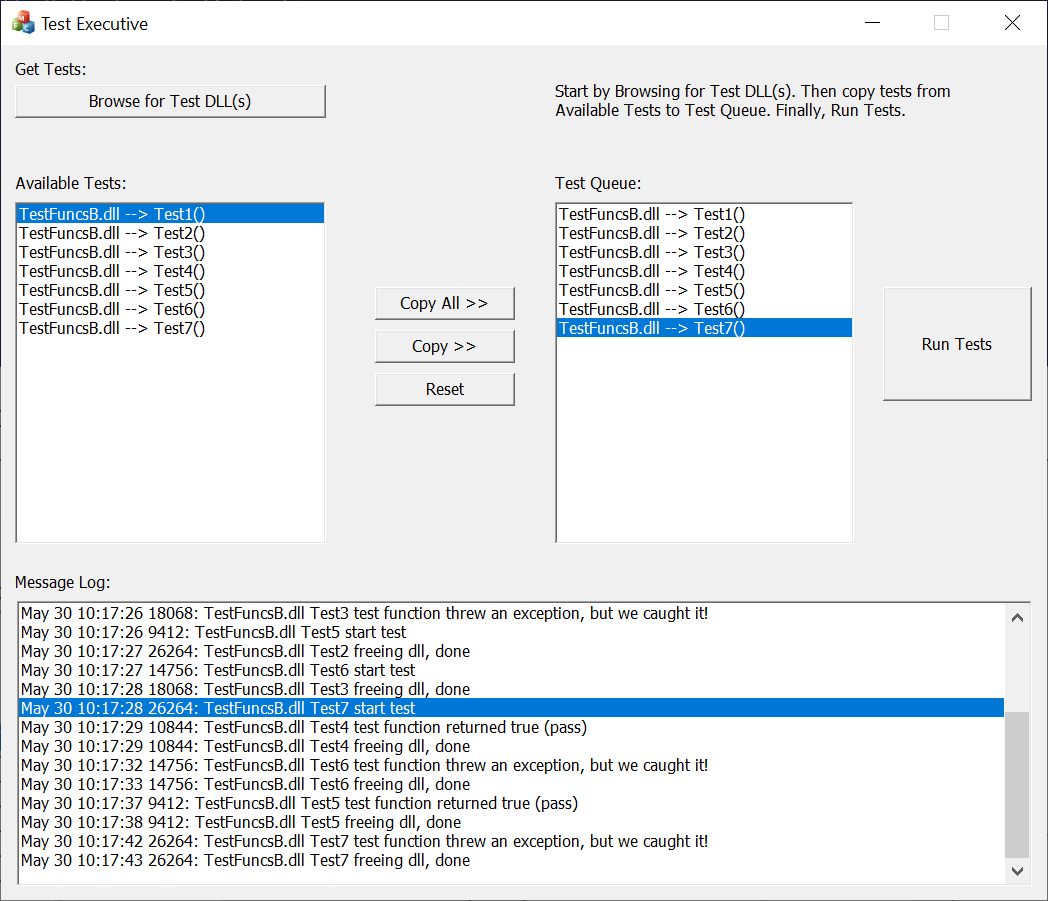 Test Executive
Get Tests:
Browse for Test DLL(s)
Start by Browsing for Test DLL(s). Then copy tests from
Available Tests to Test Queue. Finally, Run Tests.
Available Tests:
TestFuncsB.dll --> Test1()
TestFuncsB.dll --> Test2()
TestFuncsB.dll --> Test3()
TestFuncsB.dll --> Test4()
TestFuncsB.dll --> Test5()
TestFuncsB.dll --> Test6()
TestFuncsB.dll --> Test7()
Copy All >>
Copy >>
Reset
Test Queue:
TestFuncsB.dll --> Test1()
TestFuncsB.dll --> Test2()
TestFuncsB.dll --> Test3()
TestFuncsB.dll --> Test4()
TestFuncsB.dll --> Test5()
TestFuncsB.dll --> Test6()
TestFuncsB.dll --> Test7()
Run Tests
Message Log:
May 30 10:17:26 18068: TestFuncsB.dll Test3 test function threw an exception, but we caught it!
May 30 10:17:26 9412: TestFuncsB.dll Test5 start test
May 30 10:17:27 26264: TestFuncsB.dll Test2 freeing dll, done
May 30 10:17:27 14756: TestFuncsB.dll Test6 start test
May 30 10:17:28 18068: TestFuncsB.dll Test3 freeing dll, done
May 30 10:17:28 26264: TestFuncsB.dll Test7 start test
May 30 10:17:29 10844: TestFuncsB.dll Test4 test function returned true (pass)
May 30 10:17:29 10844: TestFuncsB.dll Test4 freeing dll, done
May 30 10:17:32 14756: TestFuncsB.dll Test6 test function threw an exception, but we caught it!
May 30 10:17:33 14756: TestFuncsB.dll Test6 freeing dll, done
May 30 10:17:37 9412: TestFuncsB.dll Test5 test function returned true (pass)
May 30 10:17:38 9412: TestFuncsB.dll Test5 freeing dll, done
May 30 10:17:42 26264: TestFuncsB.dll Test7 test function threw an exception, but we caught it!
May 30 10:17:43 26264: TestFuncsB.dll Test7 freeing dll, done